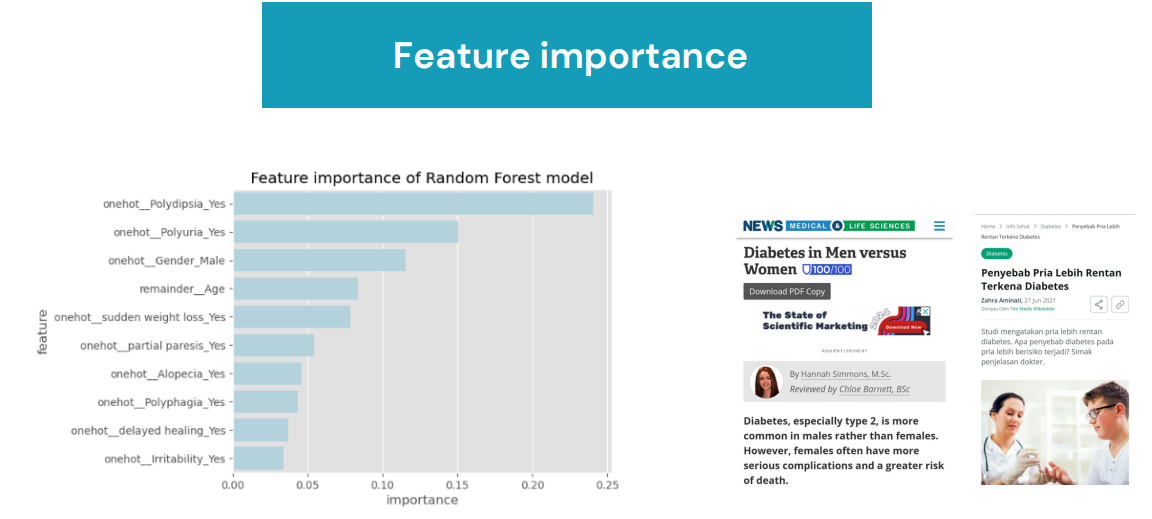 Feature importance
Feature importance of Random Forest model
feature
onehot__Polydipsia_Yes
onehot__Polyuria_Yes
onehot__Gender_Male
remainder__Age
onehot__sudden weight loss_Yes
onehot__partial paresis_Yes
onehot__Alopecia_Yes
onehot__Polyphagia_Yes
onehot__delayed healing_Yes
onehot__Irritability_Yes
0.00 0.05 0.10 0.15 0.20 0.25
importance
NEWS MEDICAL & LIFE SCIENCES
Diabetes in Men versus
Women 100/100
Download PDF Copy
The State of
Scientific Marketing 2024 Download Now
ADVERTISEMENT
By Hannah Simmons, M.Sc.
Reviewed by Chloe Barnett, BSc
Diabetes, especially type 2, is more
common in males rather than females.
However, females often have more
serious complications and a greater risk
of death.
Home > Info Sehat > Diabetes > Penyebab Pria Lebih
Rentan Terkena Diabetes
Diabetes
Penyebab Pria Lebih Rentan
Terkena Diabetes
Zahra Aminati, 27 Jun 2021
Ditinjau Oleh Tim Medis Klikdokter
Studi mengatakan pria lebih rentan
diabetes. Apa penyebab diabetes pada
pria lebih berisiko terjadi? Simak
penjelasan dokter.